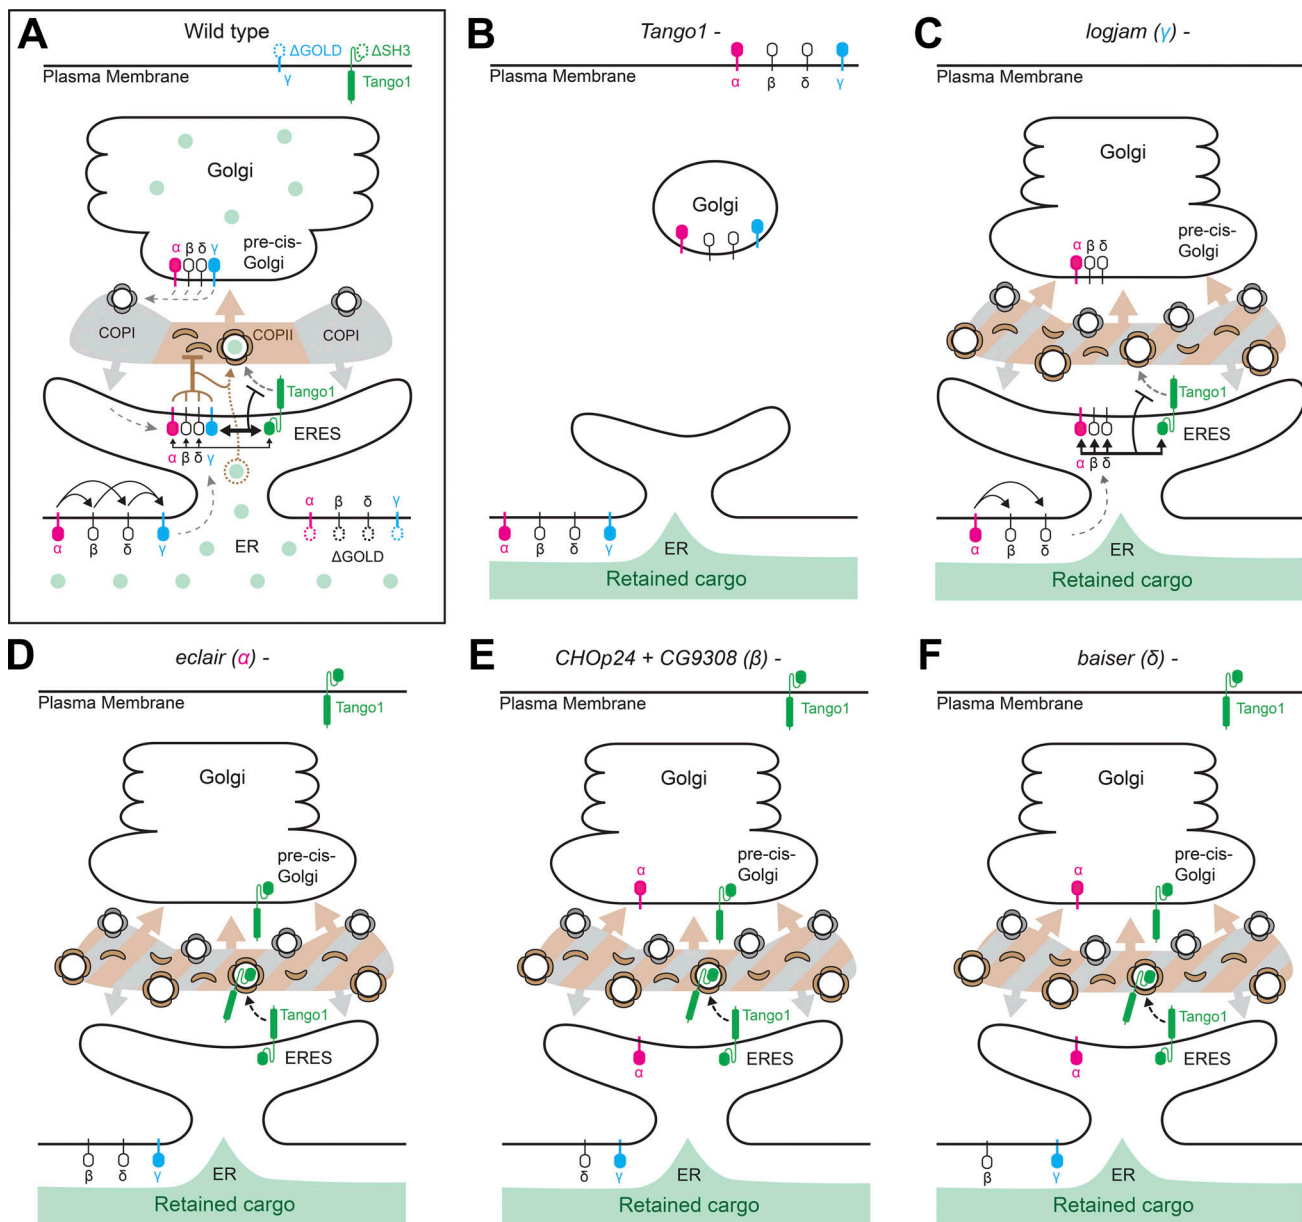 A
Wild type
ΔGOLD
ΔSH3
Plasma Membrane
γ
Tango1
Golgi
α β δ γ
pre-cis-
Golgi
COPI
COPII
COPI
Tango1
ERES
α β δ γ
α β δ γ
ER
α β δ γ
ΔGOLD
B
Tango1 -
Plasma Membrane
α β δ γ
Golgi
α β δ γ
ER
Retained cargo
C
logjam (γ) -
Plasma Membrane
Golgi
pre-cis-
Golgi
α β δ
Tango1
ERES
α β δ
α β δ
ER
Retained cargo
D
eclair (α) -
Plasma Membrane
Tango1
Golgi
pre-cis-
Golgi
Tango1
ERES
β δ γ
ER
Retained cargo
E
CHOp24 + CG9308 (β) -
Plasma Membrane
Tango1
Golgi
α
pre-cis-
Golgi
Tango1
α
ERES
δ γ
ER
Retained cargo
F
baiser (δ) -
Plasma Membrane
Tango1
Golgi
α
pre-cis-
Golgi
Tango1
α
ERES
β γ
ER
Retained cargo